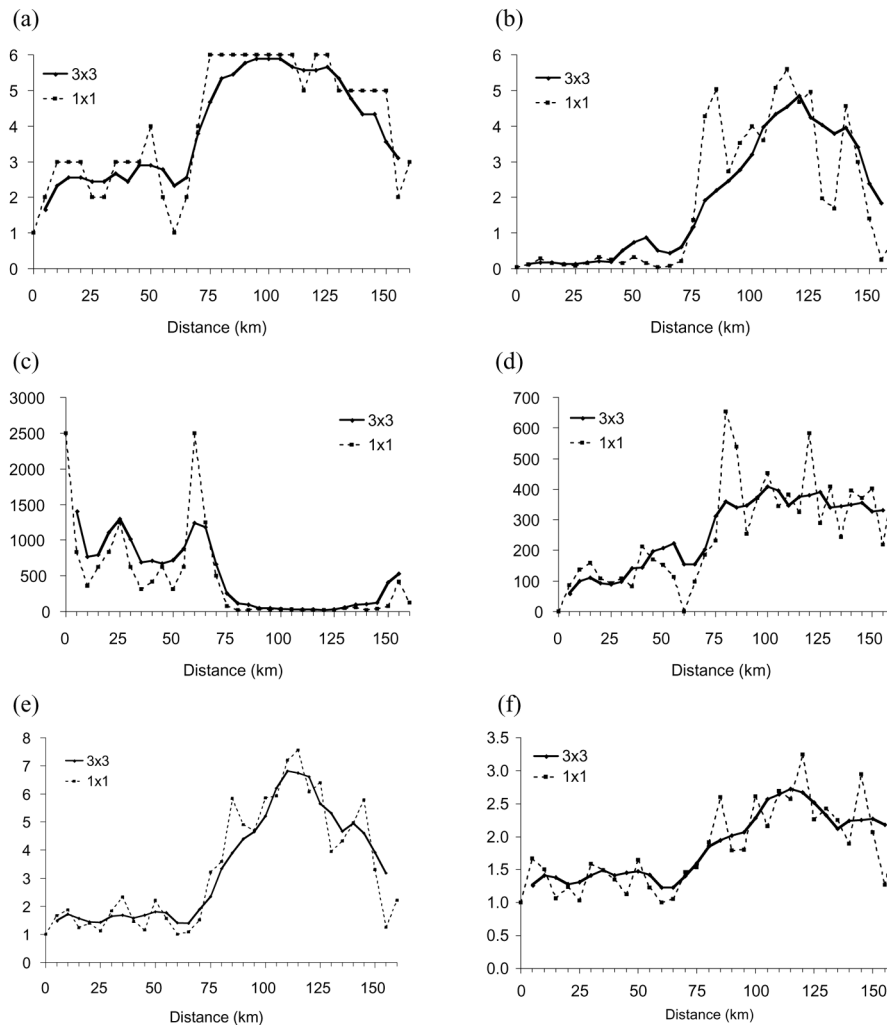 (a)
6
5
4
3
2
1
0
3x3
1x1
0 25 50 75 100 125 150
Distance (km)
(b)
6
5
4
3
2
1
0
3x3
1x1
0 25 50 75 100 125 150
Distance (km)
(c)
3000
2500
2000
1500
1000
500
0
3x3
1x1
0 25 50 75 100 125 150
Distance (km)
(d)
700
600
500
400
300
200
100
0
3x3
1x1
0 25 50 75 100 125 150
Distance (km)
(e)
8
7
6
5
4
3
2
1
0
3x3
1x1
0 25 50 75 100 125 150
Distance (km)
(f)
3.5
3.0
2.5
2.0
1.5
1.0
0.5
0.0
3x3
1x1
0 25 50 75 100 125 150
Distance (km)